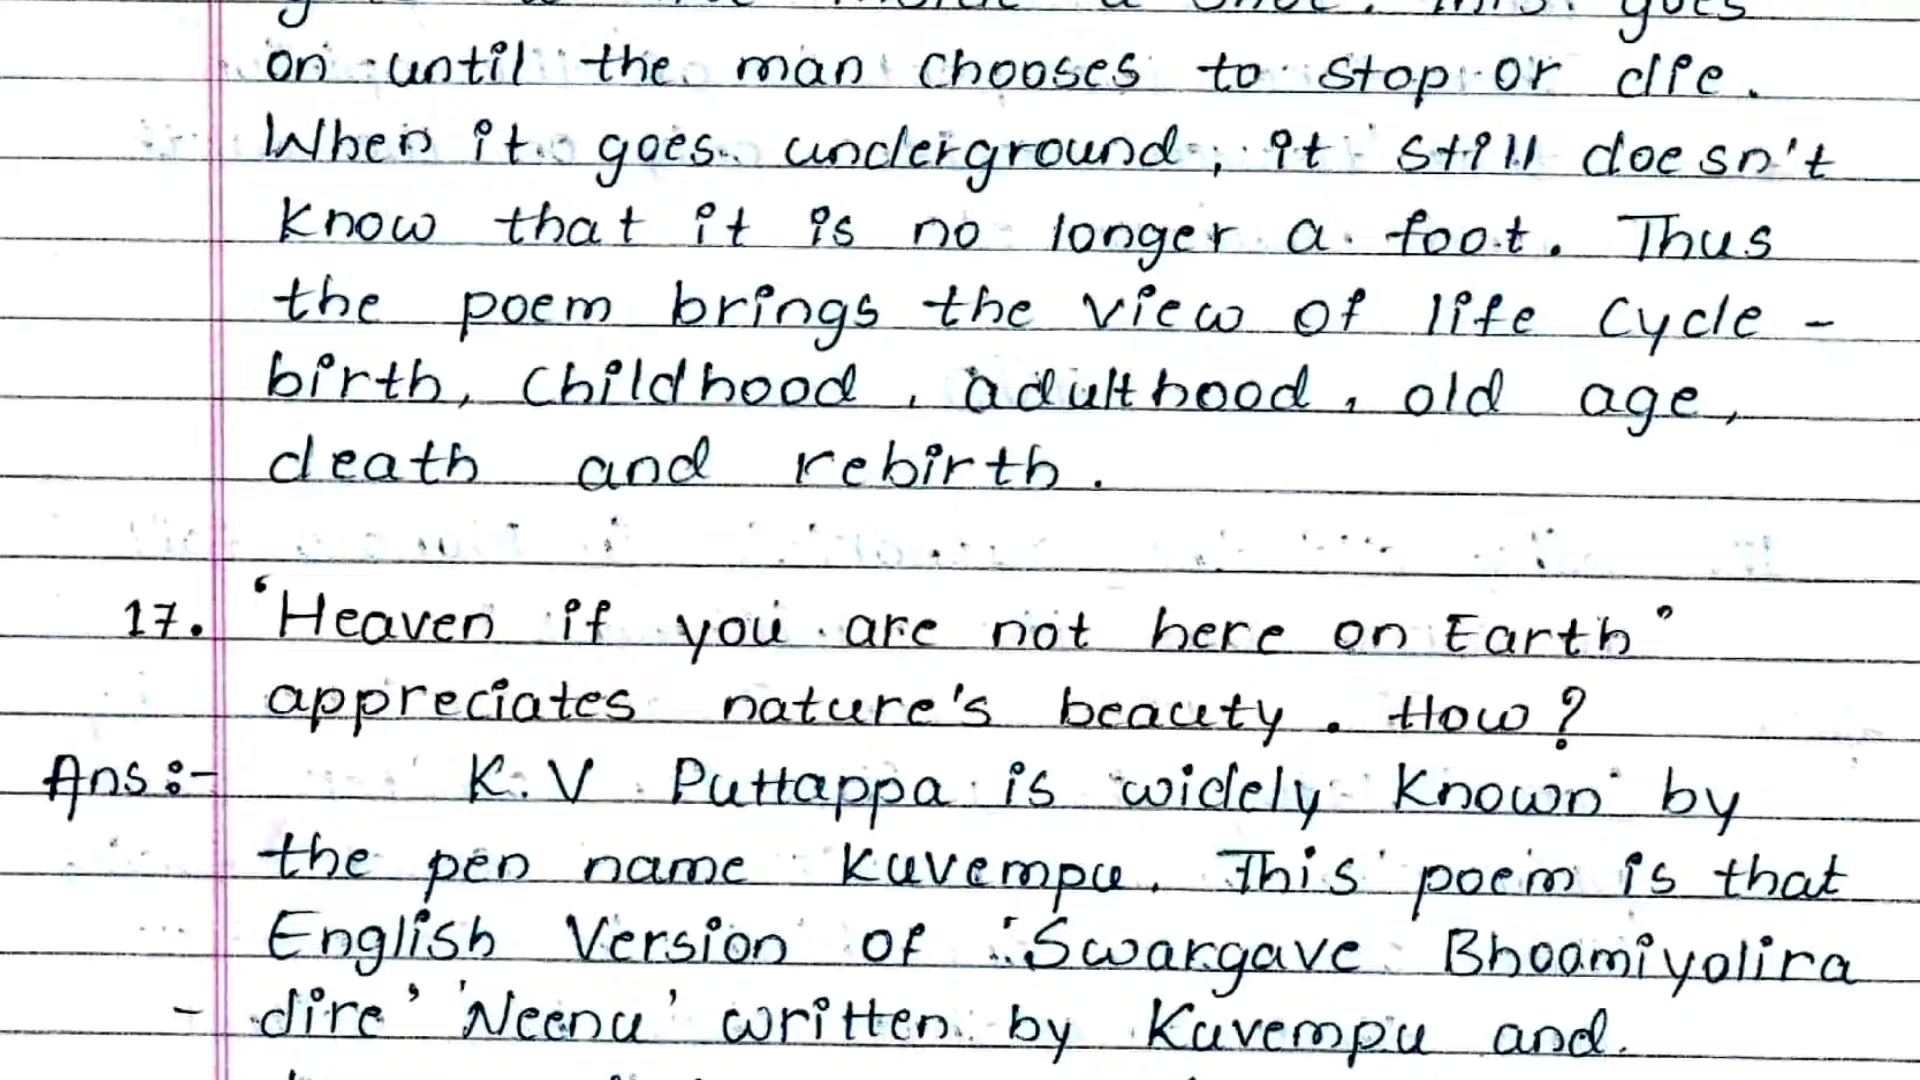 goes
on until the man chooses to stop or die.
When it goes underground, it still doesn't
know that it is no longer a foot. Thus
the poem brings the view of life cycle -
birth, childhood, adulthood, old age,
death and rebirth.
17. 'Heaven if you are not here on Earth'
appreciates nature's beauty. How?
Ans:- K.V Puttappa is widely known by
the pen name Kuvempu. This poem is that
English Version of 'Swargave Bhoomiyolira
- dire' 'Neenu' written by Kuvempu and